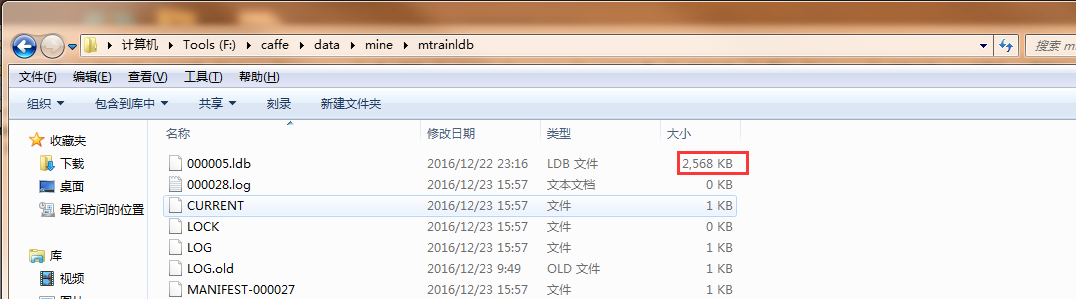 计算机 Tools (F:) caffe data mine mtrainldb 搜索 m
文件(F) 编辑(E) 查看(V) 工具(T) 帮助(H)
组织 包含到库中 共享 刻录 新建文件夹
收藏夹
下载
桌面
最近访问的位置
库
视频
名称 修改日期 类型 大小
000005.ldb 2016/12/22 23:16 LDB 文件 2,568 KB
000028.log 2016/12/23 15:57 文本文档 0 KB
CURRENT 2016/12/23 15:57 文件 1 KB
LOCK 2016/12/23 15:57 文件 0 KB
LOG 2016/12/23 15:57 文件 1 KB
LOG.old 2016/12/23 9:49 OLD 文件 1 KB
MANIFEST-000027 2016/12/23 15:57 文件 1 KB